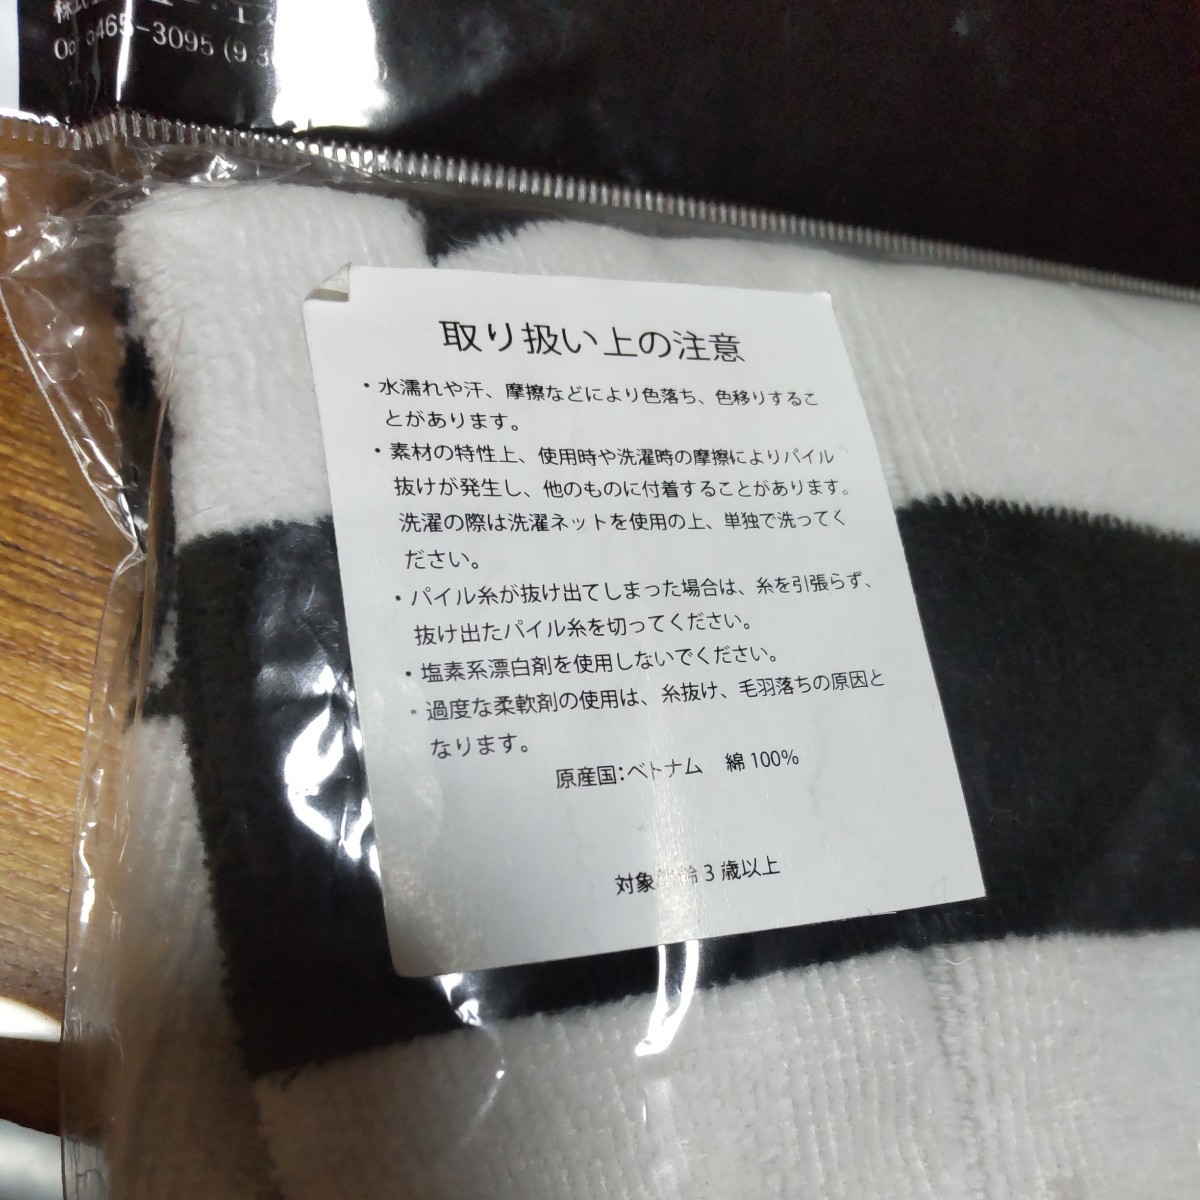 465-3095 (9.3
取り扱い上の注意
・水濡れや汗、摩擦などにより色落ち、色移りするこ
とがあります。
・素材の特性上、使用時や洗濯時の摩擦によりパイル
抜けが発生し、他のものに付着することがあります。
洗濯の際は洗濯ネットを使用の上、単独で洗ってく
ださい。
・パイル糸が抜け出てしまった場合は、糸を引張らず、
抜け出たパイル糸を切ってください。
・塩素系漂白剤を使用しないでください。
・過度な柔軟剤の使用は、糸抜け、毛羽落ちの原因と
なります。
原産国：ベトナム　綿 100%
対象年齢 3 歳以上